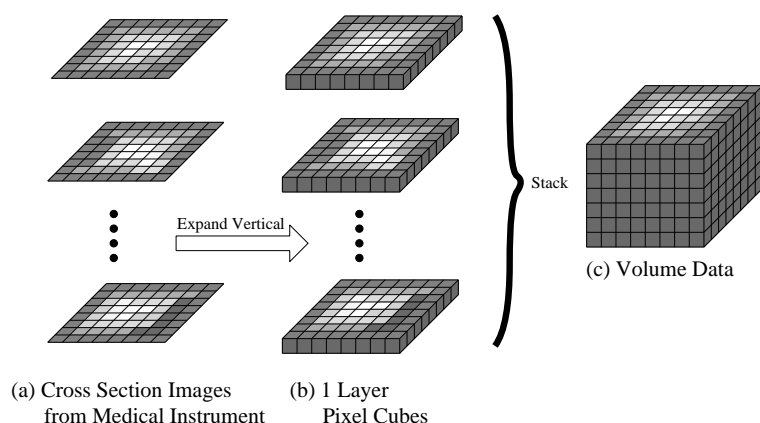 Expand Vertical
Stack
(c) Volume Data
(a) Cross Section Images
from Medical Instrument
(b) 1 Layer
Pixel Cubes